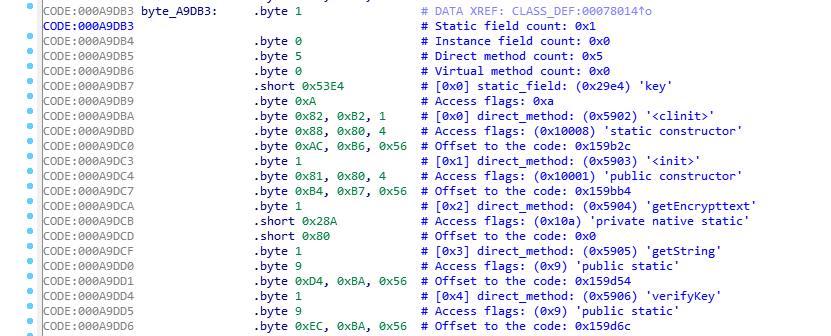 CODE:000A9DB3 byte_A9DB3: .byte 1 # DATA XREF: CLASS_DEF:00078014↑o
CODE:000A9DB3 # Static field count: 0x1
CODE:000A9DB4 .byte 0 # Instance field count: 0x0
CODE:000A9DB5 .byte 5 # Direct method count: 0x5
CODE:000A9DB6 .byte 0 # Virtual method count: 0x0
CODE:000A9DB7 .short 0x53E4 # [0x0] static_field: (0x29e4) 'key'
CODE:000A9DB9 .byte 0xA # Access flags: 0xa
CODE:000A9DBA .byte 0x82, 0xB2, 1 # [0x0] direct_method: (0x5902) '<clinit>'
CODE:000A9DBD .byte 0x88, 0x80, 4 # Access flags: (0x10008) 'static constructor'
CODE:000A9DC0 .byte 0xAC, 0xB6, 0x56 # Offset to the code: 0x159b2c
CODE:000A9DC3 .byte 1 # [0x1] direct_method: (0x5903) '<init>'
CODE:000A9DC4 .byte 0x81, 0x80, 4 # Access flags: (0x10001) 'public constructor'
CODE:000A9DC7 .byte 0xB4, 0xB7, 0x56 # Offset to the code: 0x159bb4
CODE:000A9DCA .byte 1 # [0x2] direct_method: (0x5904) 'getEncrypttext'
CODE:000A9DCB .short 0x28A # Access flags: (0x10a) 'private native static'
CODE:000A9DCD .short 0x80 # Offset to the code: 0x0
CODE:000A9DCF .byte 1 # [0x3] direct_method: (0x5905) 'getString'
CODE:000A9DD0 .byte 9 # Access flags: (0x9) 'public static'
CODE:000A9DD1 .byte 0xD4, 0xBA, 0x56 # Offset to the code: 0x159d54
CODE:000A9DD4 .byte 1 # [0x4] direct_method: (0x5906) 'verifyKey'
CODE:000A9DD5 .byte 9 # Access flags: (0x9) 'public static'
CODE:000A9DD6 .byte 0xEC, 0xBA, 0x56 # Offset to the code: 0x159d6c